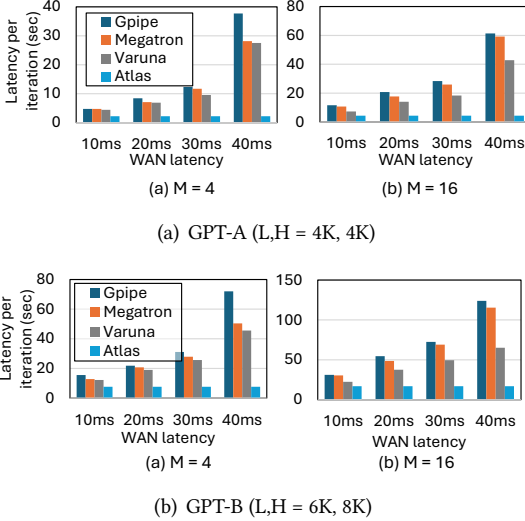 Latency per
iteration (sec)
40
30
20
10
0
Gpipe
Megatron
Varuna
Atlas
10ms 20ms 30ms 40ms
WAN latency
(a) M = 4
80
60
40
20
0
10ms 20ms 30ms 40ms
WAN latency
(b) M = 16
(a) GPT-A (L,H = 4K, 4K)
Latency per
iteration (sec)
80
60
40
20
0
Gpipe
Megatron
Varuna
Atlas
10ms 20ms 30ms 40ms
WAN latency
(a) M = 4
150
100
50
0
10ms 20ms 30ms 40ms
WAN latency
(b) M = 16
(b) GPT-B (L,H = 6K, 8K)